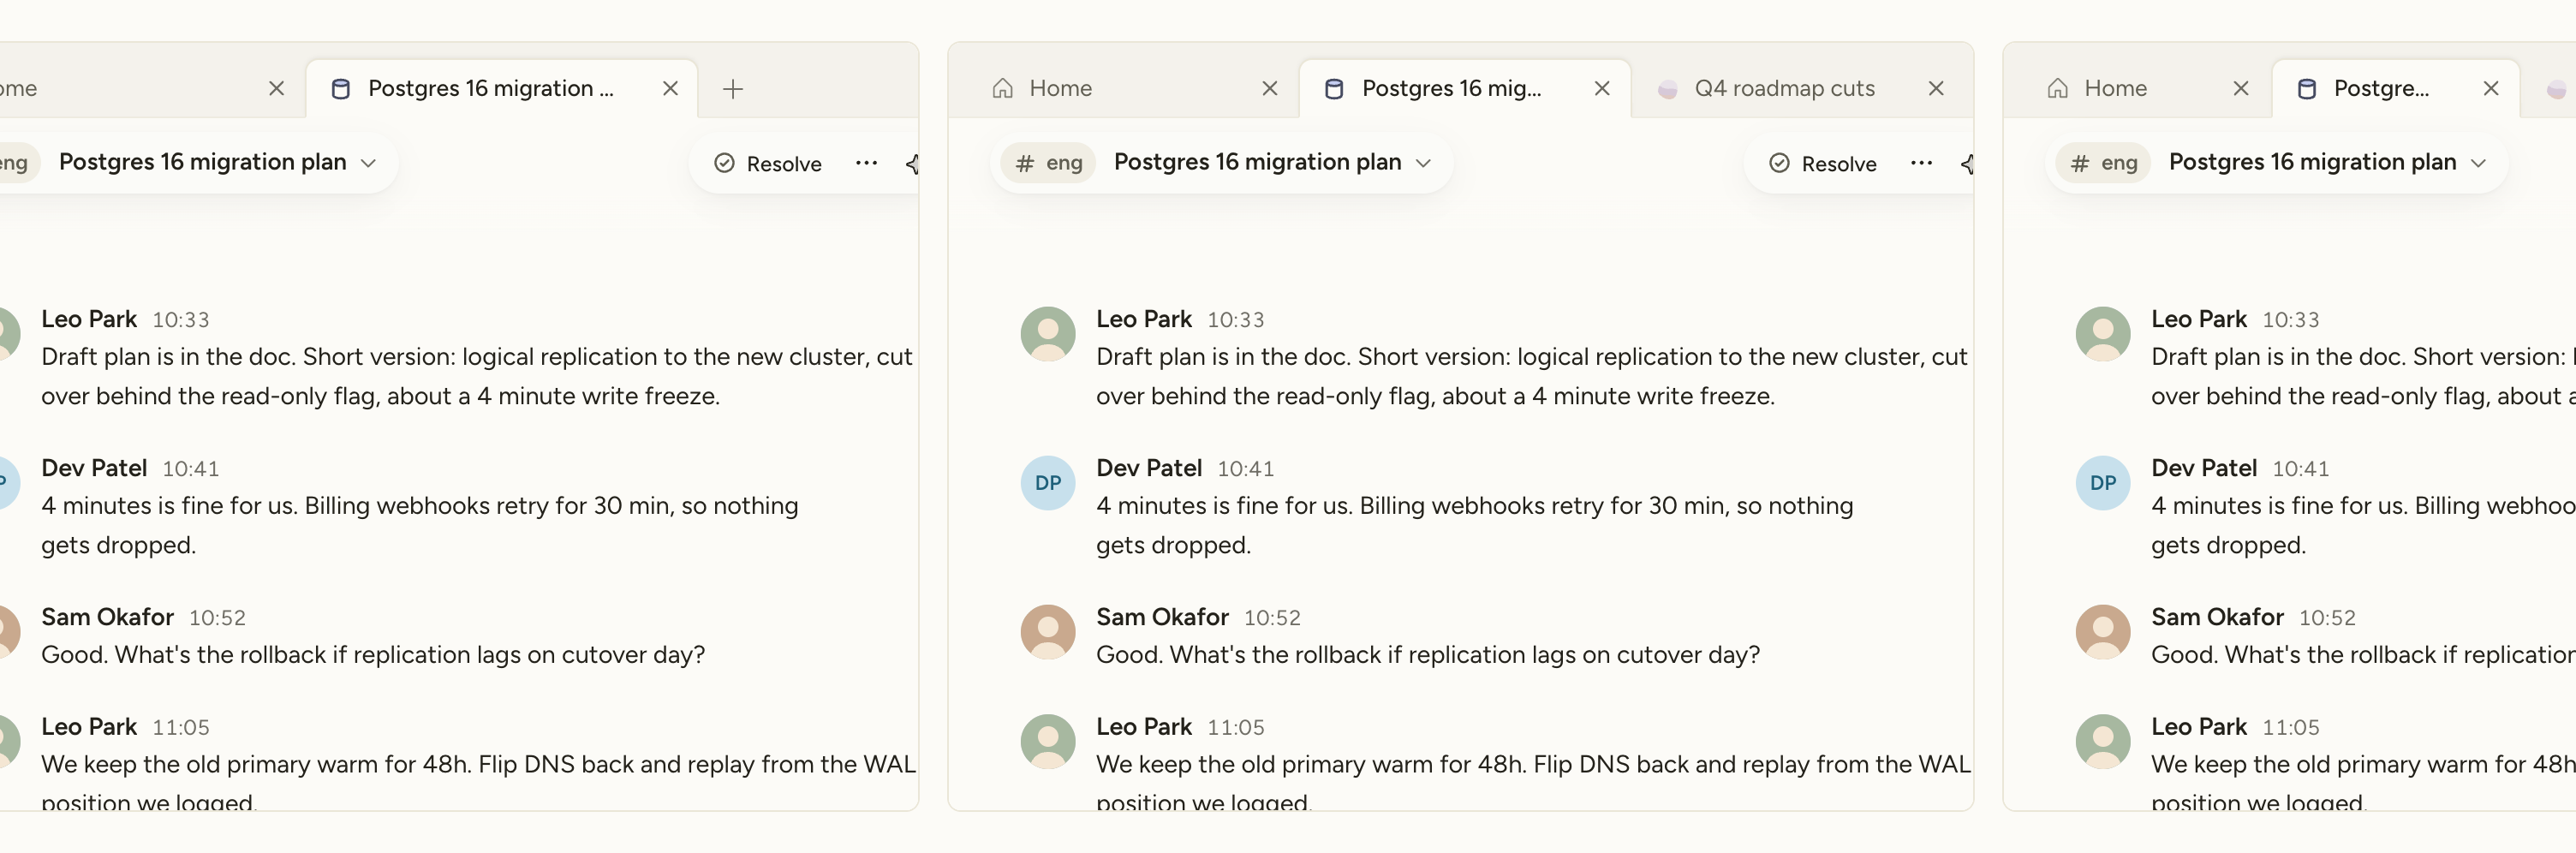 ome
Postgres 16 migration ...
eng
Postgres 16 migration plan
Resolve
Leo Park 10:33
Draft plan is in the doc. Short version: logical replication to the new cluster, cut
over behind the read-only flag, about a 4 minute write freeze.
Dev Patel 10:41
4 minutes is fine for us. Billing webhooks retry for 30 min, so nothing
gets dropped.
Sam Okafor 10:52
Good. What's the rollback if replication lags on cutover day?
Leo Park 11:05
We keep the old primary warm for 48h. Flip DNS back and replay from the WAL
position we logged.
Home
Postgres 16 mig...
Q4 roadmap cuts
# eng
Postgres 16 migration plan
Resolve
Leo Park 10:33
Draft plan is in the doc. Short version: logical replication to the new cluster, cut
over behind the read-only flag, about a 4 minute write freeze.
DP
Dev Patel 10:41
4 minutes is fine for us. Billing webhooks retry for 30 min, so nothing
gets dropped.
Sam Okafor 10:52
Good. What's the rollback if replication lags on cutover day?
Leo Park 11:05
We keep the old primary warm for 48h. Flip DNS back and replay from the WAL
position we logged.
Home
Postgre...
# eng
Postgres 16 migration plan
Leo Park 10:33
Draft plan is in the doc. Short version:
over behind the read-only flag, about a
DP
Dev Patel 10:41
4 minutes is fine for us. Billing webhoo
gets dropped.
Sam Okafor 10:52
Good. What's the rollback if replication
Leo Park 11:05
We keep the old primary warm for 48h
position we logged.